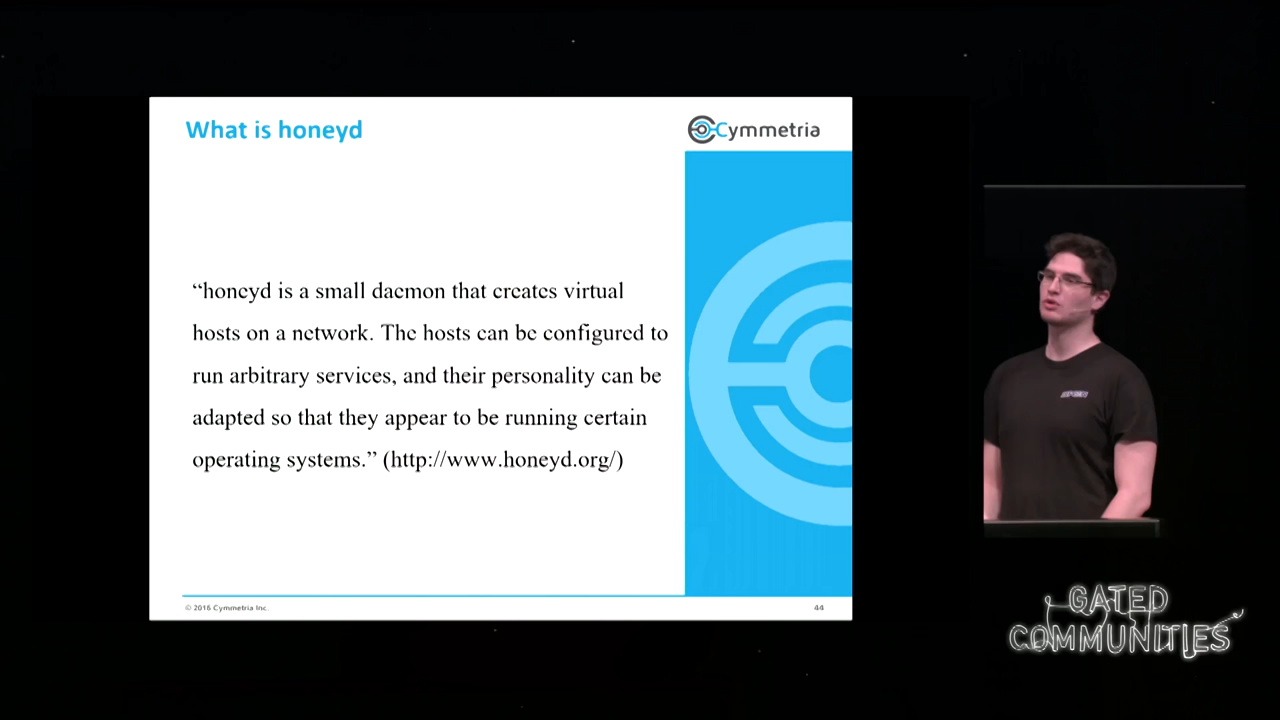 What is honeyd
Cymmetria
“honeyd is a small daemon that creates virtual
hosts on a network. The hosts can be configured to
run arbitrary services, and their personality can be
adapted so that they appear to be running certain
operating systems.” (http://www.honeyd.org/)
© 2016 Cymmetria Inc.
44
GATED
COMMUNITIES